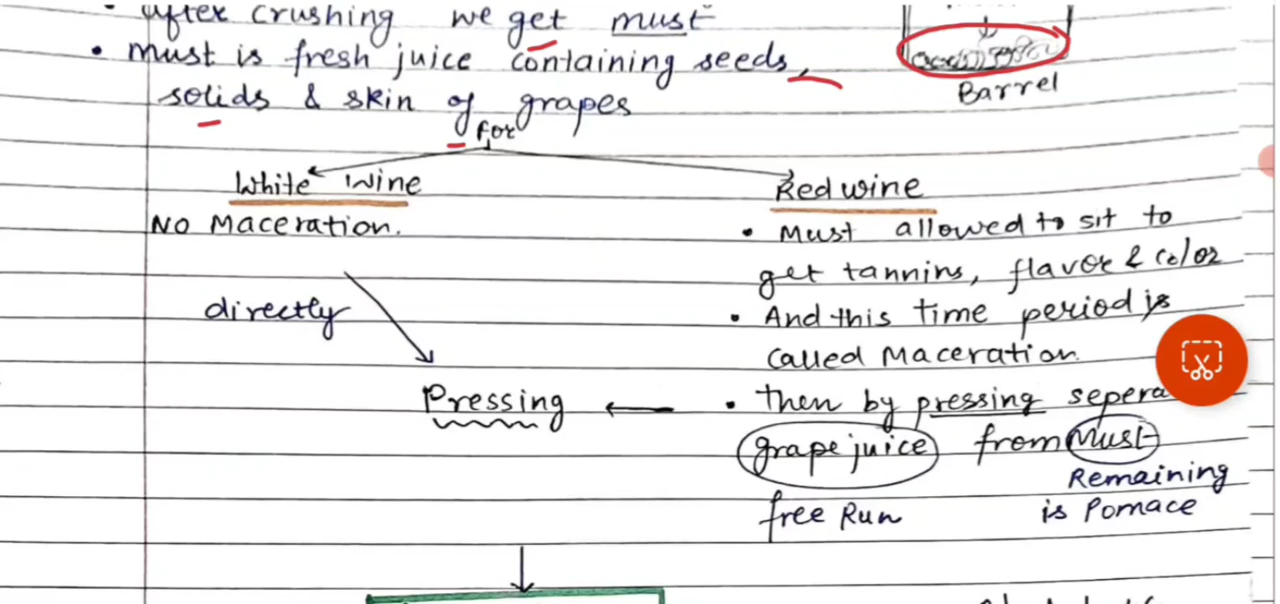 • After crushing we get must
• must is fresh juice containing seeds,
solids & skin of grapes
Barrel
for
White Wine
No Maceration.
directly
Red wine
• Must allowed to sit to
get tannins, flavor & color
• And this time period is
called Maceration.
• then by pressing sepera
grape juice from Must
free Run
Remaining
is Pomace
Pressing